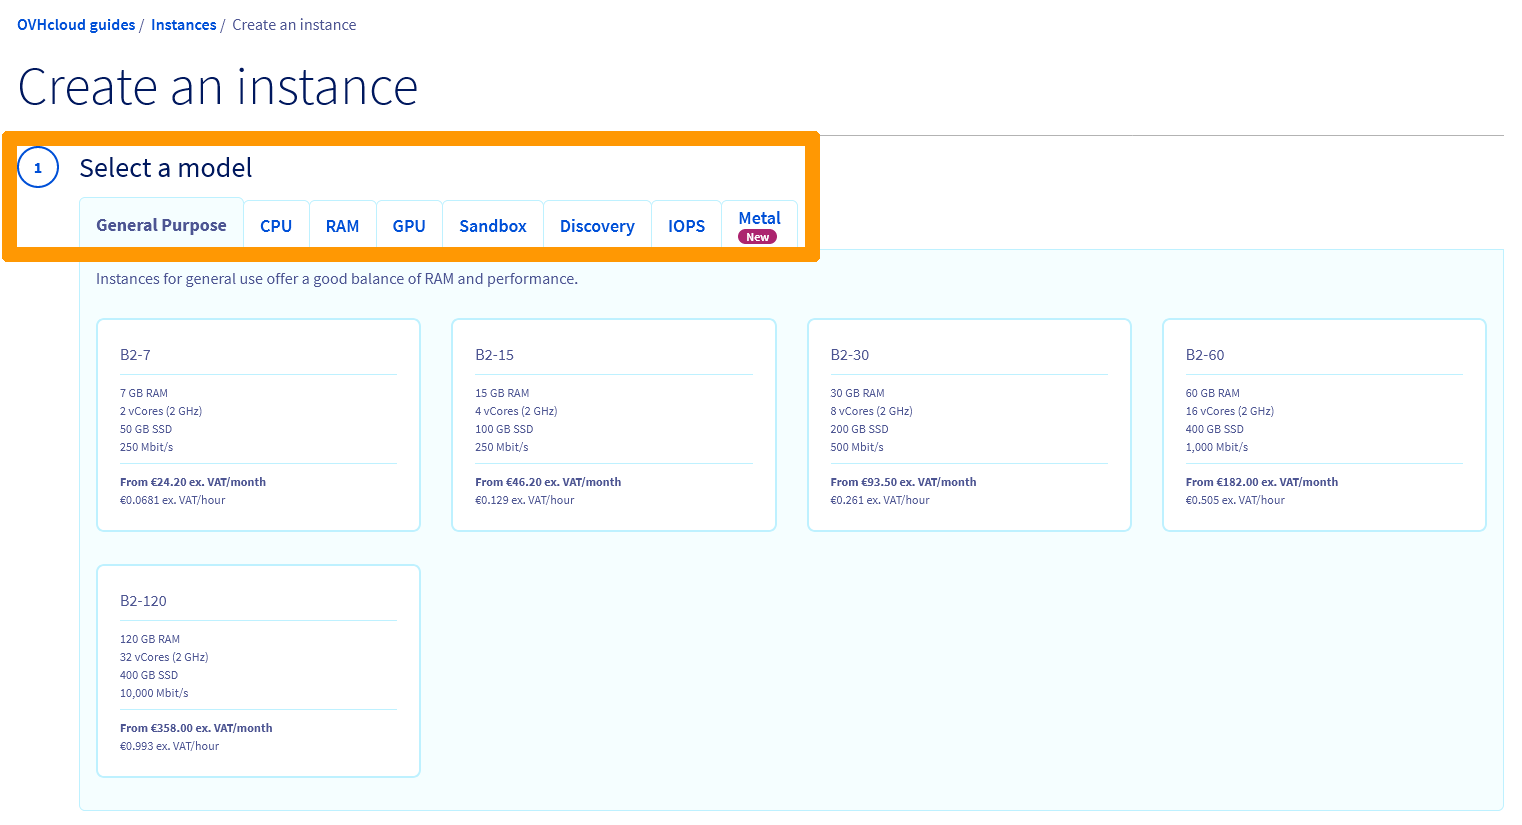 OVHcloud guides / Instances / Create an instance
Create an instance
1 Select a model
General Purpose CPU RAM GPU Sandbox Discovery IOPS Metal
New
Instances for general use offer a good balance of RAM and performance.
B2-7
7 GB RAM
2 vCores (2 GHz)
50 GB SSD
250 Mbit/s
From €24.20 ex. VAT/month
€0.0681 ex. VAT/hour
B2-15
15 GB RAM
4 vCores (2 GHz)
100 GB SSD
250 Mbit/s
From €46.20 ex. VAT/month
€0.129 ex. VAT/hour
B2-30
30 GB RAM
8 vCores (2 GHz)
200 GB SSD
500 Mbit/s
From €93.50 ex. VAT/month
€0.261 ex. VAT/hour
B2-60
60 GB RAM
16 vCores (2 GHz)
400 GB SSD
1,000 Mbit/s
From €182.00 ex. VAT/month
€0.505 ex. VAT/hour
B2-120
120 GB RAM
32 vCores (2 GHz)
400 GB SSD
10,000 Mbit/s
From €358.00 ex. VAT/month
€0.993 ex. VAT/hour